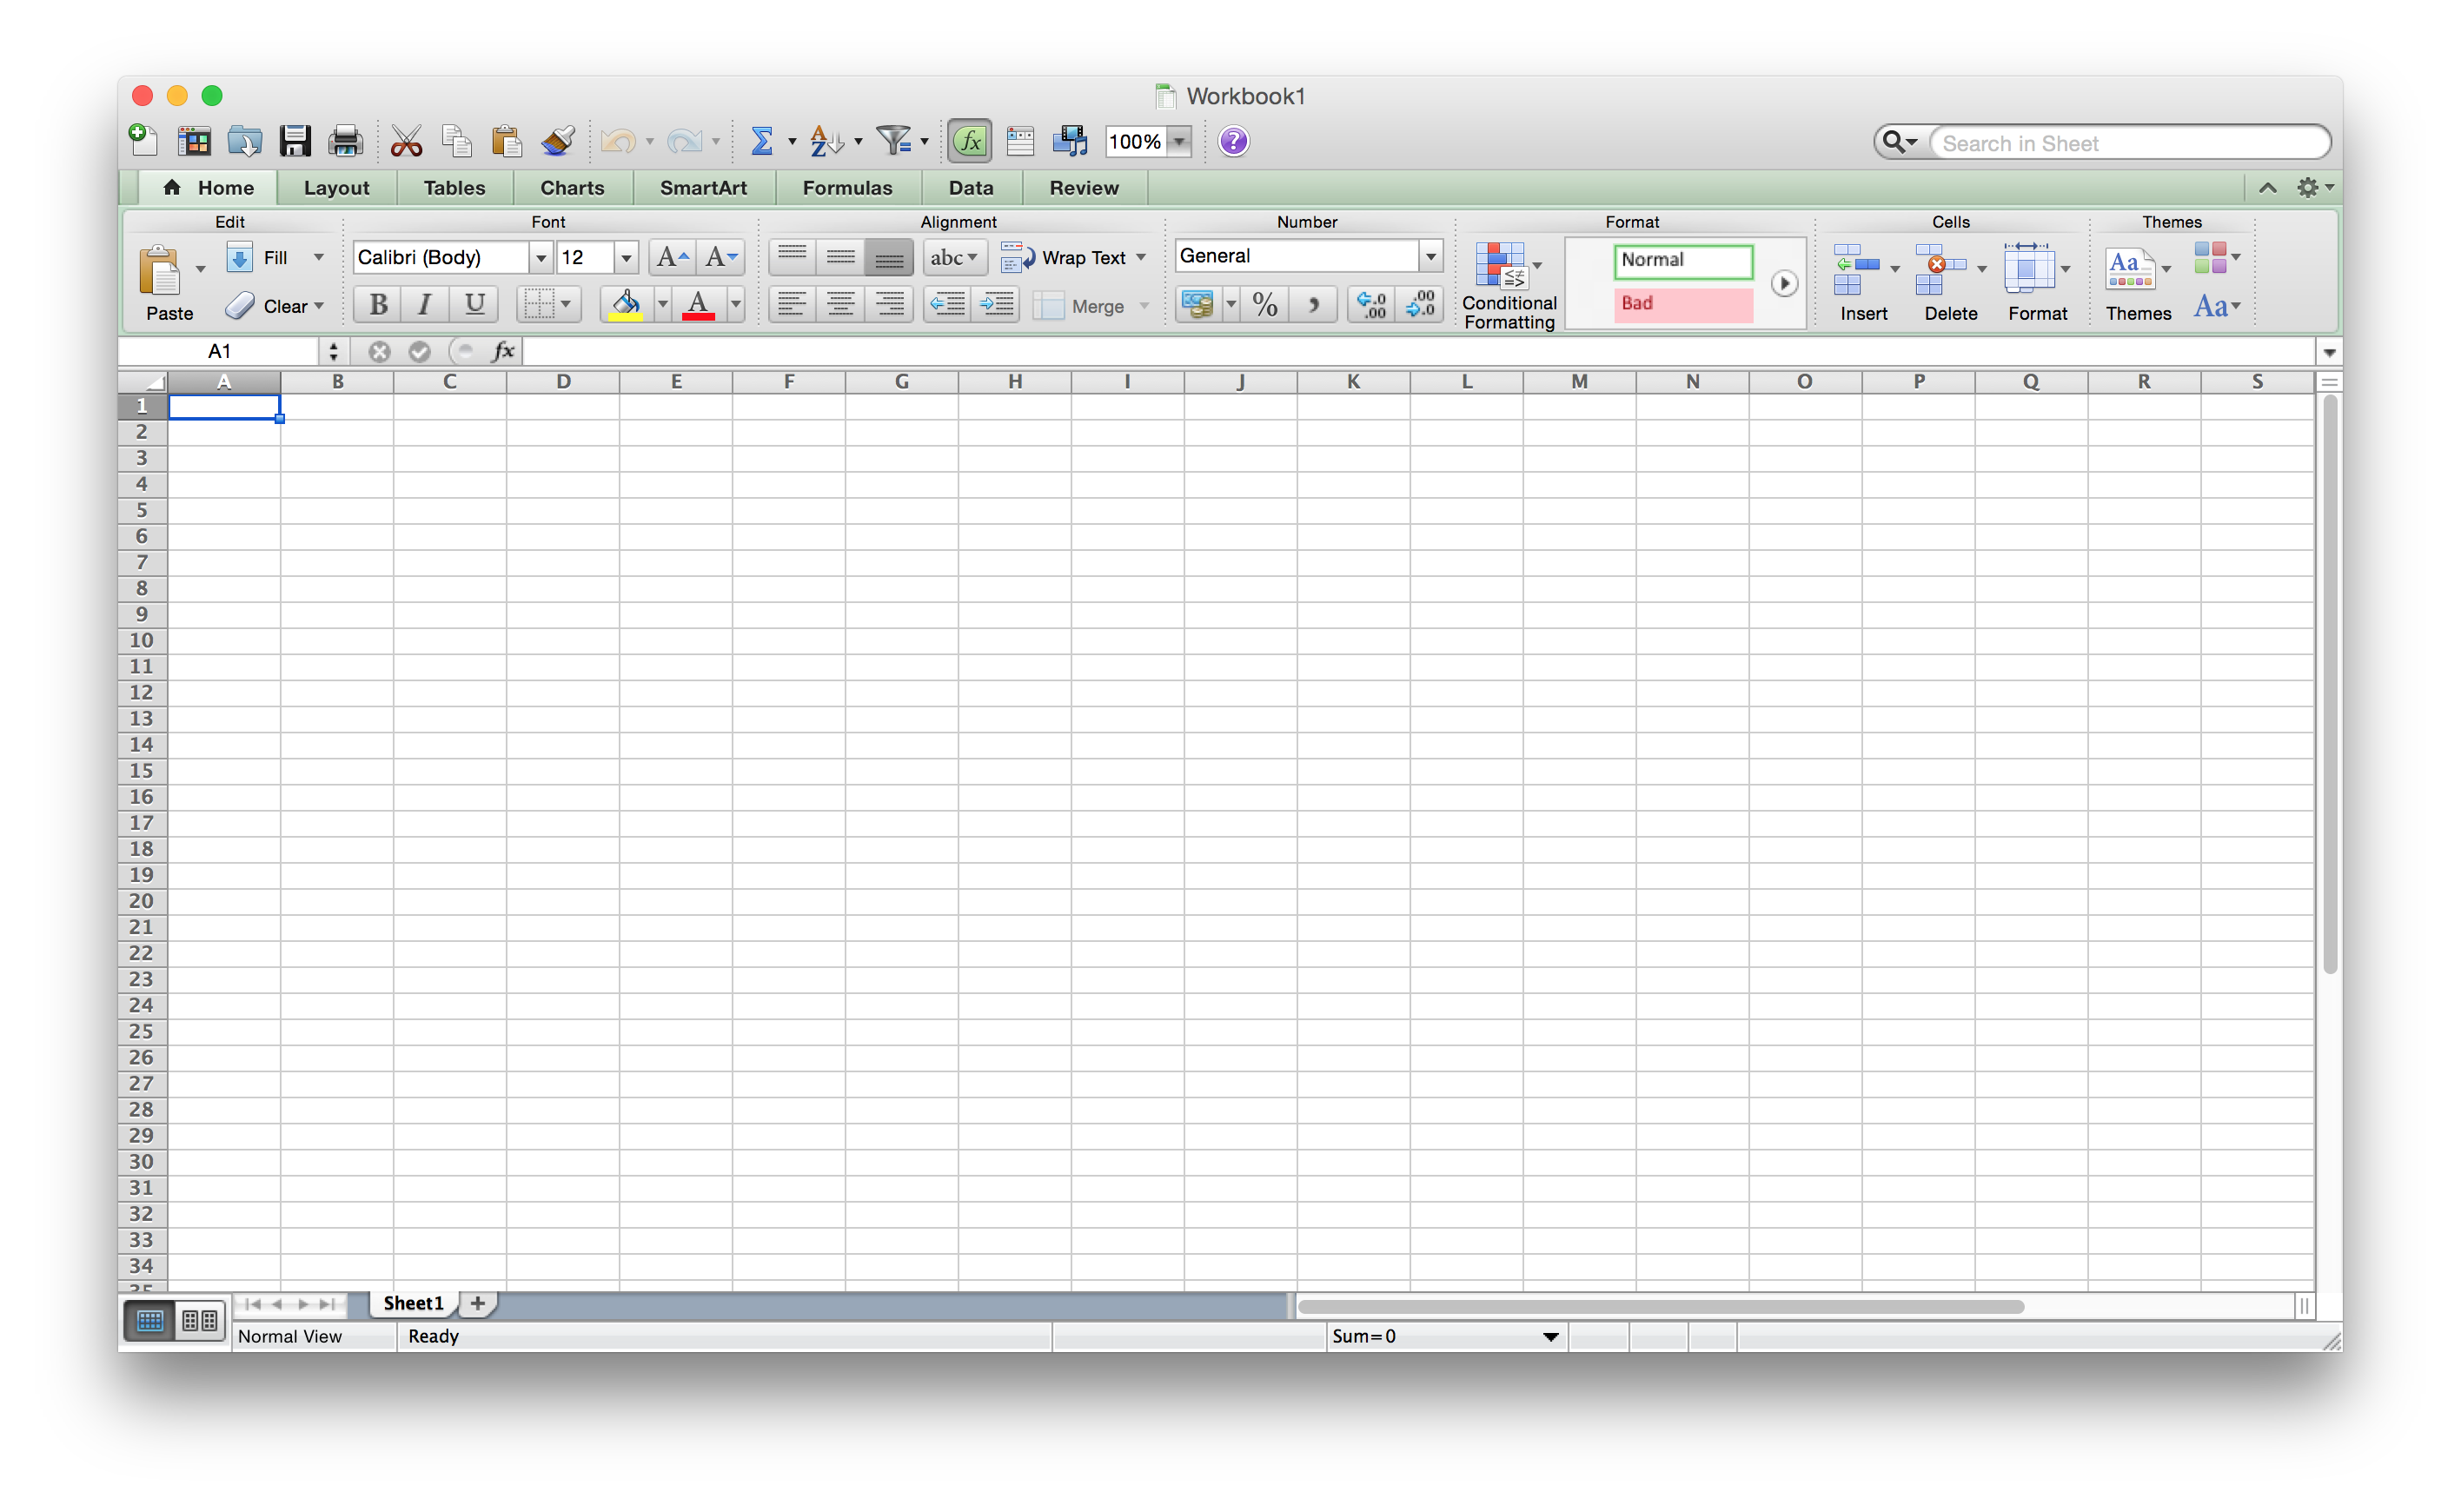 Workbook1
100%
Search in Sheet
Home Layout Tables Charts SmartArt Formulas Data Review
Edit Font Alignment Number Format Cells Themes
Paste Fill Clear
Calibri (Body) 12
B I U A
abc Wrap Text
Merge
General
%
Conditional
Formatting
Normal
Bad
Insert Delete Format
Aa Themes Aa
A1 fx
A B C D E F G H I J K L M N O P Q R S
1
2
3
4
5
6
7
8
9
10
11
12
13
14
15
16
17
18
19
20
21
22
23
24
25
26
27
28
29
30
31
32
33
34
35
Sheet1
Normal View Ready Sum=0